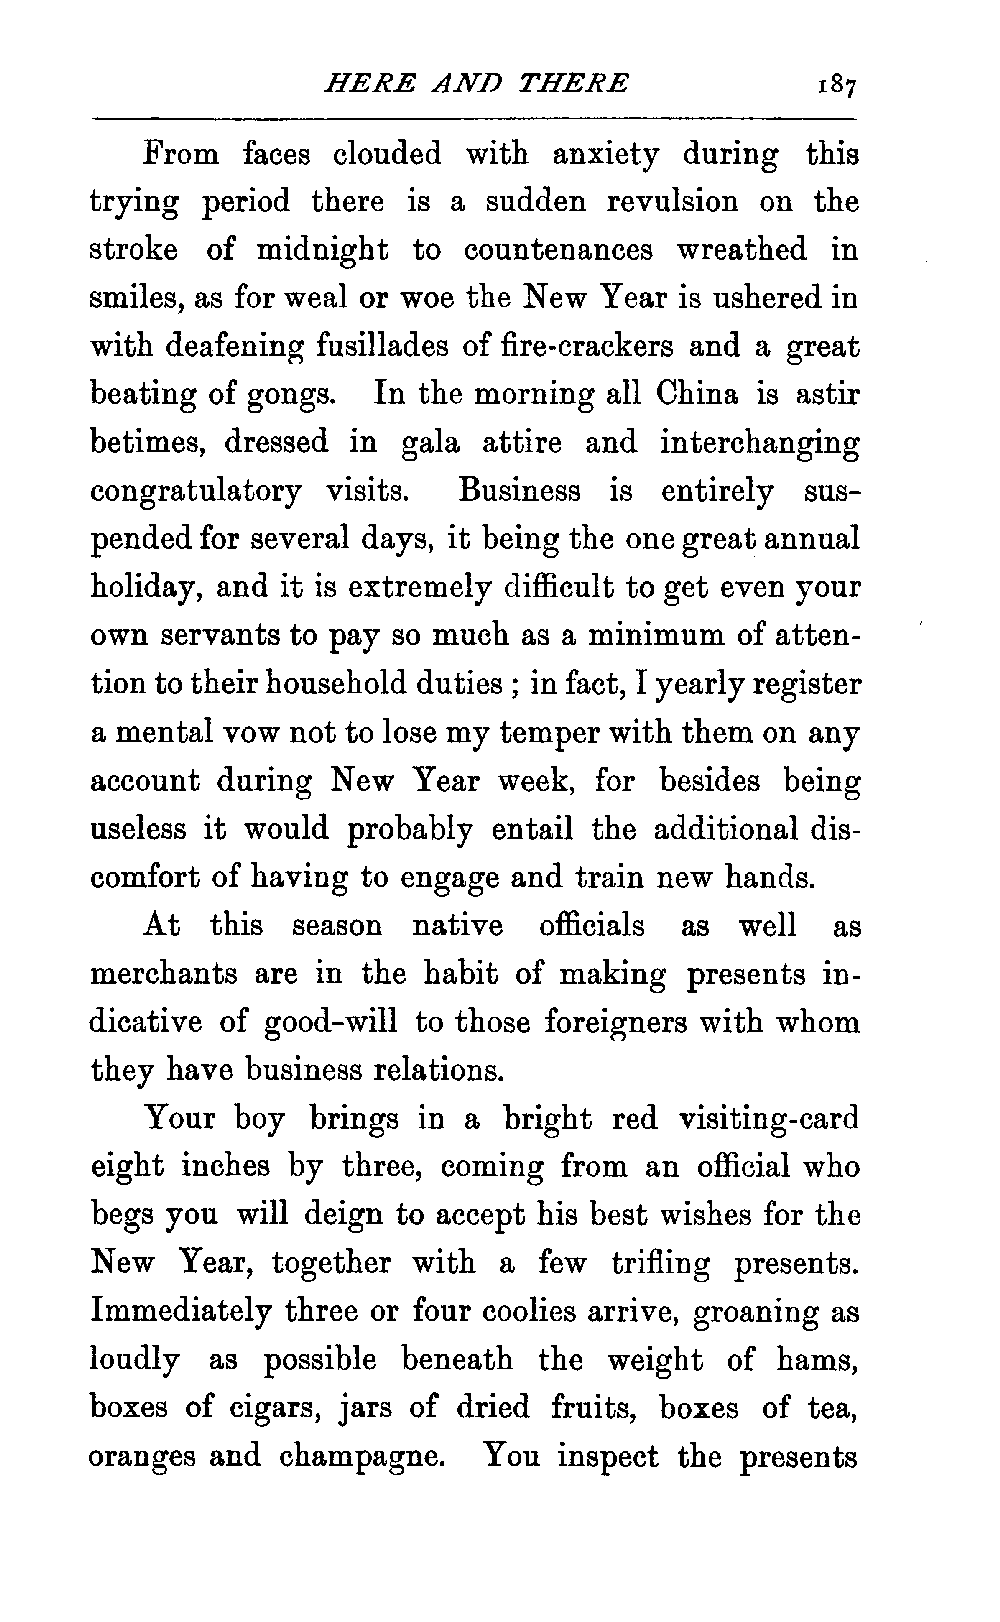 HERE AND THERE 187
From faces clouded with anxiety during this
trying period there is a sudden revulsion on the
stroke of midnight to countenances wreathed in
smiles, as for weal or woe the New Year is ushered in
with deafening fusillades of fire-crackers and a great
beating of gongs. In the morning all China is astir
betimes, dressed in gala attire and interchanging
congratulatory visits. Business is entirely sus-
pended for several days, it being the one great annual
holiday, and it is extremely difficult to get even your
own servants to pay so much as a minimum of atten-
tion to their household duties ; in fact, I yearly register
a mental vow not to lose my temper with them on any
account during New Year week, for besides being
useless it would probably entail the additional dis-
comfort of having to engage and train new hands.
At this season native officials as well as
merchants are in the habit of making presents in-
dicative of good-will to those foreigners with whom
they have business relations.
Your boy brings in a bright red visiting-card
eight inches by three, coming from an official who
begs you will deign to accept his best wishes for the
New Year, together with a few trifling presents.
Immediately three or four coolies arrive, groaning as
loudly as possible beneath the weight of hams,
boxes of cigars, jars of dried fruits, boxes of tea,
oranges and champagne. You inspect the presents